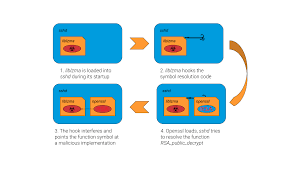 sshd
liblzma
sshd
1. liblzma is loaded into
sshd during its startup
2. liblzma hooks the
symbol resolution code
sshd
liblzma
openssl
sshd
liblzma
openssl
3. The hook interferes and
points the function symbol at
a malicious implementation
4. Openssl loads, sshd tries
to resolve the function
RSA_public_decrypt